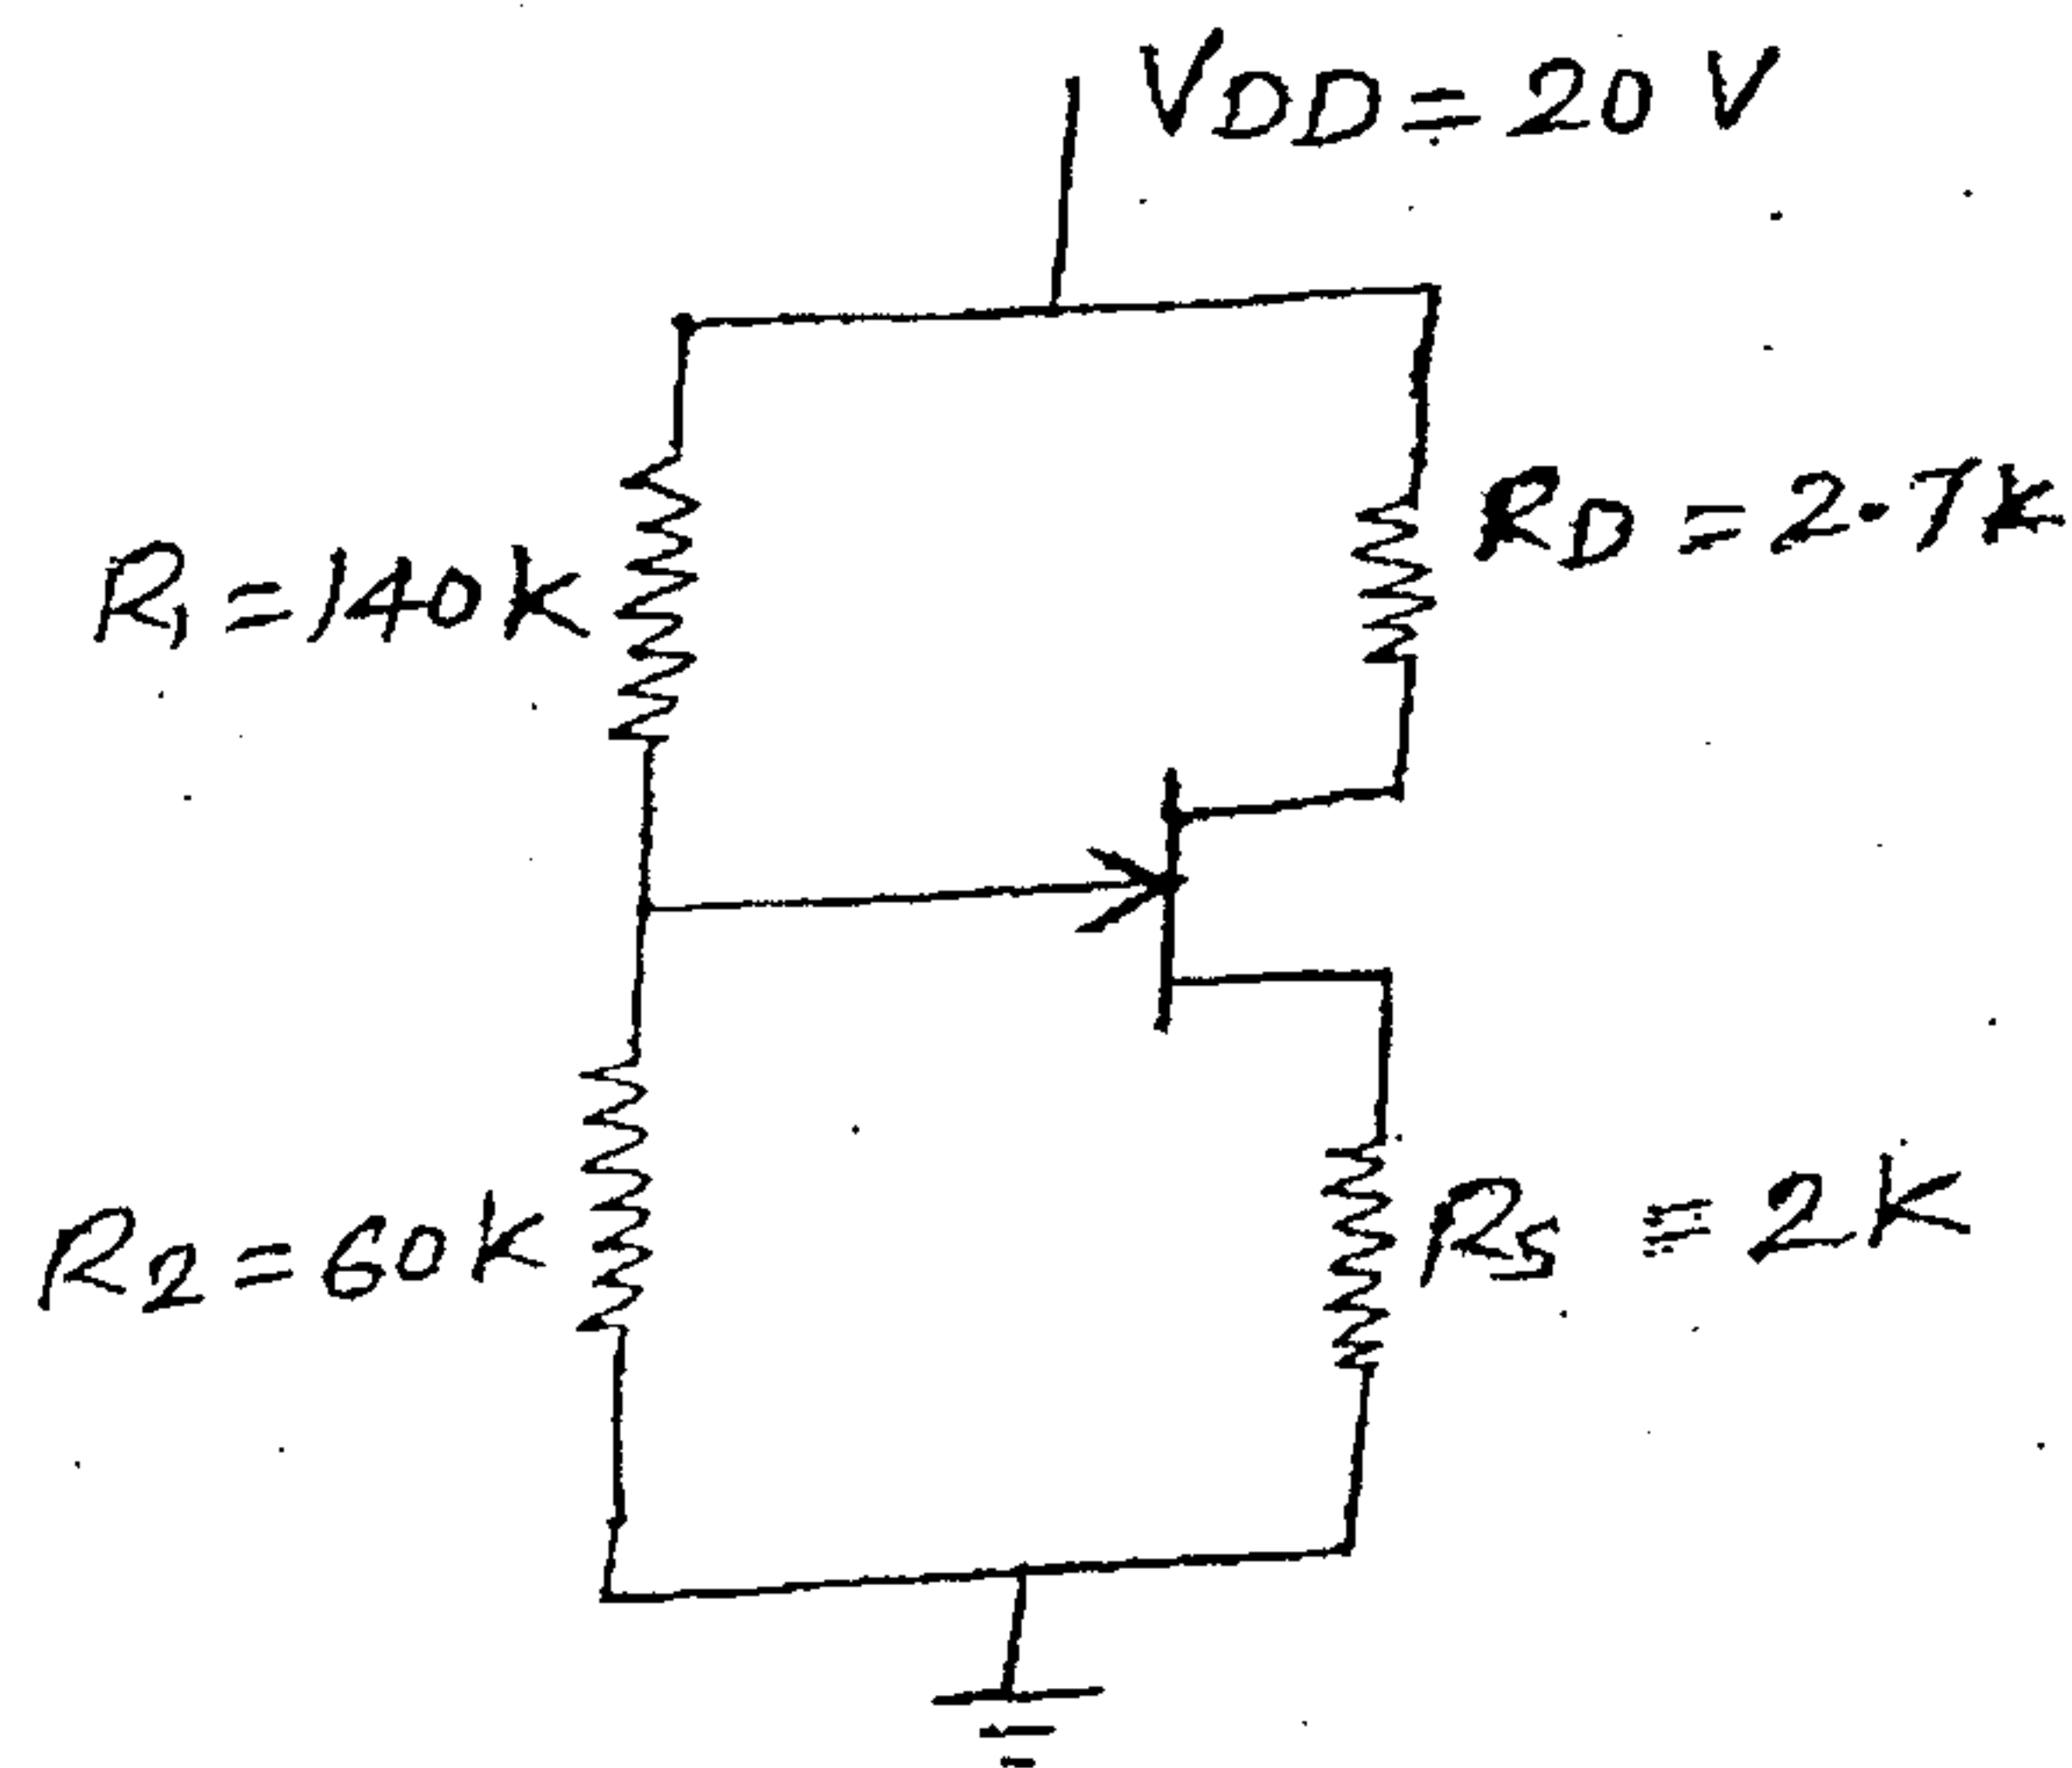 VDD = 20 V
RD = 2.7K
R1 = 140K
R2 = 60K
RS = 2K